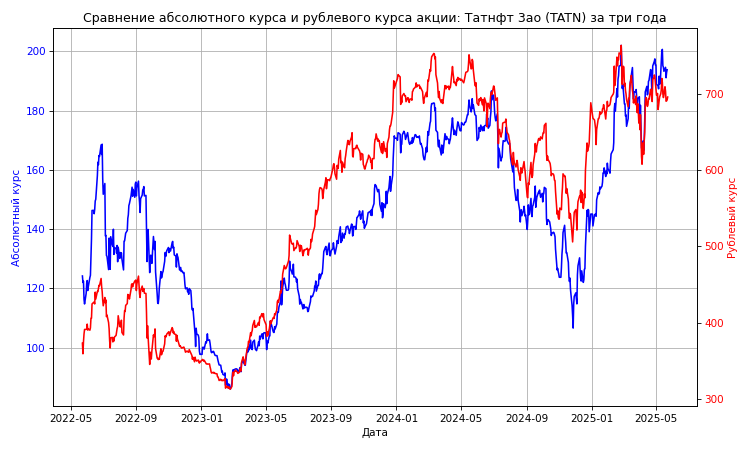 Сравнение абсолютного курса и рублевого курса акции: Татнфт 3ао (TATN) за три года
200
180
160
140
120
100
Абсолютный курс
700
600
500
400
300
Рублевый курс
2022-05 2022-09 2023-01 2023-05 2023-09 2024-01 2024-05 2024-09 2025-01 2025-05
Дата